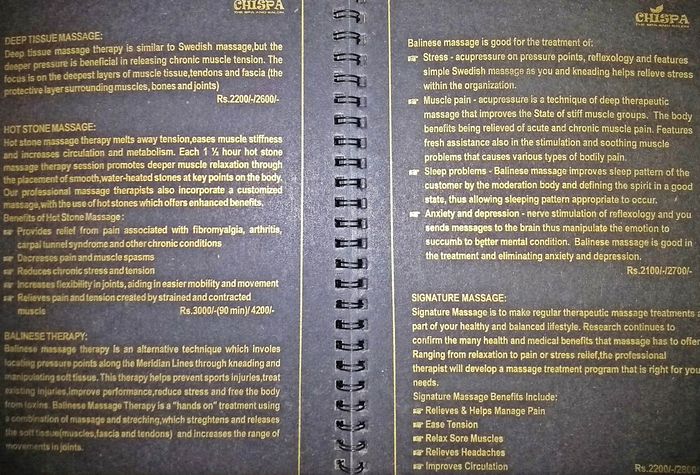 CHISPA
THE SPA AND SALON
DEEP TISSUE MASSAGE:
Deep tissue massage therapy is similar to Swedish massage,but the
deeper pressure is beneficial in releasing chronic muscle tension. The
focus is on the deepest layers of muscle tissue,tendons and fascia (the
protective layer surrounding muscles, bones and joints)
Rs.2200/-/2600/-
HOT STONE MASSAGE:
Hot stone massage therapy melts away tension,eases muscle stiffness
and increases circulation and metabolism. Each 1 ½ hour hot stone
massage therapy session promotes deeper muscle relaxation through
the placement of smooth,water-heated stones at key points on the body.
Our professional massage therapists also incorporate a customized
massage,with the use of hot stones which offers enhanced benefits.
Benefits of Hot Stone Massage :
Provides relief from pain associated with fibromyalgia, arthritis,
carpal tunnel syndrome and other chronic conditions
Decreases pain and muscle spasms
Reduces chronic stress and tension
Increases flexibility in joints, aiding in easier mobility and movement
Relieves pain and tension created by strained and contracted
muscle Rs.3000/-(90 min)/ 4200/-
BALINESE THERAPY:
Balinese massage therapy is an alternative technique which involes
locating pressure points along the Meridian Lines through kneading and
manipulating soft tissue. This therapy helps prevent sports injuries,treat
existing injuries,improve performance,reduce stress and free the body
from toxins. Balinese Massage Therapy is a "hands on" treatment using
a combination of massage and streching,which streghtens and releases
the soft tissue(muscles,fascia and tendons) and increases the range of
movements in joints.
CHISPA
THE SPA AND SALON
Balinese massage is good for the treatment of:
Stress - acupressure on pressure points, reflexology and features
simple Swedish massage as you and kneading helps relieve stress
within the organization.
Muscle pain - acupressure is a technique of deep therapeutic
massage that improves the State of stiff muscle groups. The body
benefits being relieved of acute and chronic muscle pain. Features
fresh assistance also in the stimulation and soothing muscle
problems that causes various types of bodily pain.
Sleep problems - Balinese massage improves sleep pattern of the
customer by the moderation body and defining the spirit in a good
state, thus allowing sleeping pattern appropriate to occur.
Anxiety and depression - nerve stimulation of reflexology and you
sends messages to the brain thus manipulate the emotion to
succumb to better mental condition. Balinese massage is good in
the treatment and eliminating anxiety and depression.
Rs.2100/-/2700/-
SIGNATURE MASSAGE:
Signature Massage is to make regular therapeutic massage treatments a
part of your healthy and balanced lifestyle. Research continues to
confirm the many health and medical benefits that massage has to offer.
Ranging from relaxation to pain or stress relief,the professional
therapist will develop a massage treatment program that is right for you
needs.
Signature Massage Benefits Include:
Relieves & Helps Manage Pain
Ease Tension
Relax Sore Muscles
Relieves Headaches
Improves Circulation
Rs.2200/-/2800/